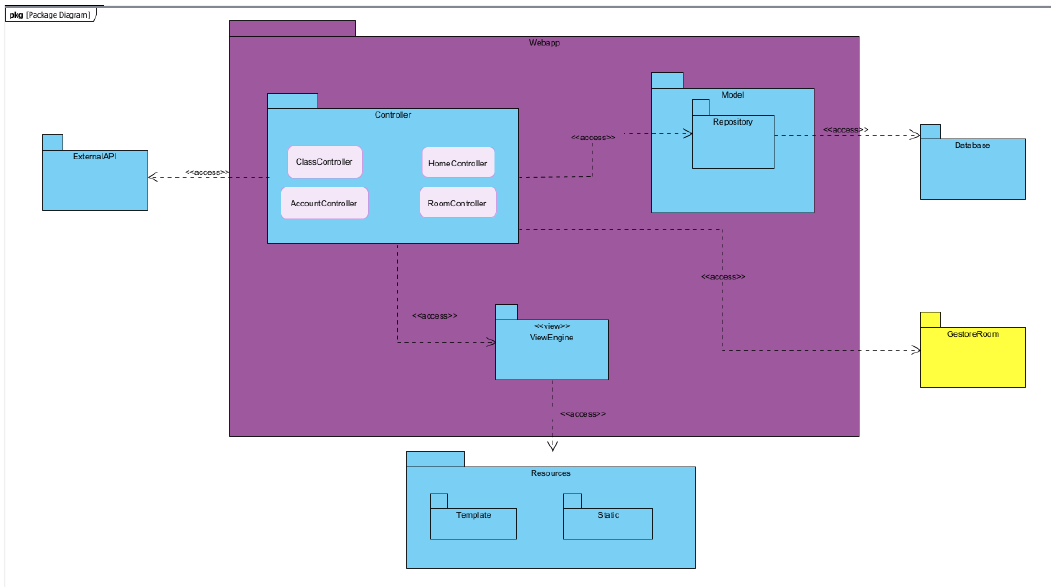 pkg [Package Diagram]
Webapp
Model
Controller
Repository
<<access>>
<<access>>
Database
ExternalAPI
ClassController
HomeController
<<access>>
AccountController
RoomController
<<access>>
<<access>>
<<view>>
ViewEngine
GestoreRoom
<<access>>
Resources
Template
Static